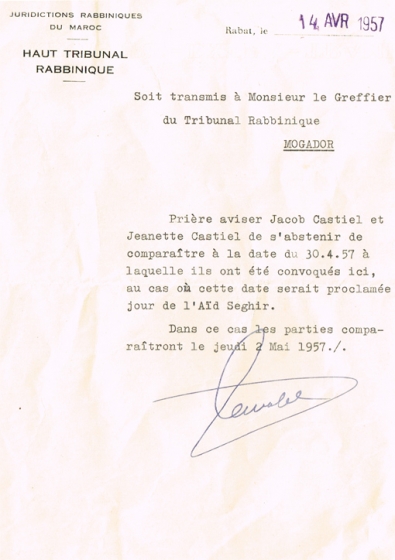 JURIDICTIONS RABBINIQUES
DU MAROC
HAUT TRIBUNAL
RABBINIQUE
Rabat, le 14 AVR 1957
Soit transmis à Monsieur le Greffier
du Tribunal Rabbinique
MOGADOR
Prière aviser Jacob Castiel et
Jeanette Castiel de s'abstenir de
comparaître à la date du 30.4.57 à
laquelle ils ont été convoqués ici,
au cas où cette date serait proclamée
jour de l'Aïd Seghir.
Dans ce cas les parties compa-
raîtront le jeudi 2 Mai 1957./.